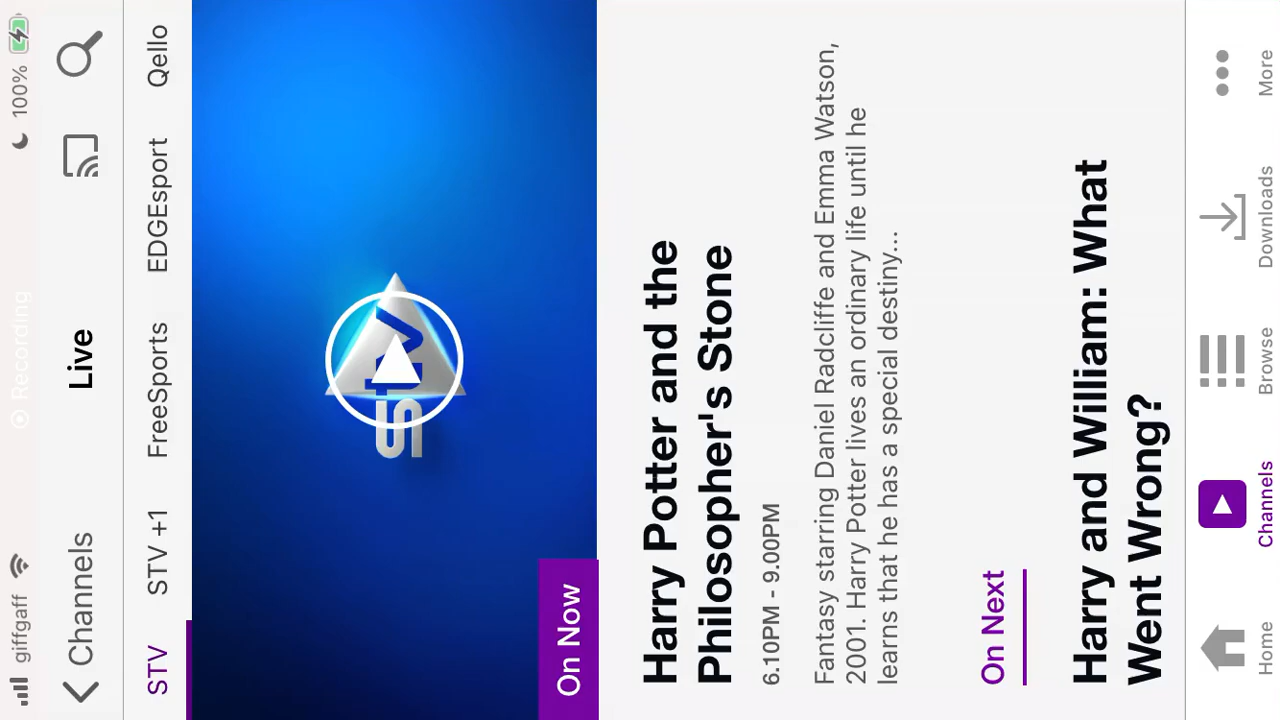 giffgaff
Recording
100%
Channels
Live
STV
STV +1
FreeSports
EDGEsport
Qello
STV
On Now
Harry Potter and the
Philosopher's Stone
6.10PM - 9.00PM
Fantasy starring Daniel Radcliffe and Emma Watson,
2001. Harry Potter lives an ordinary life until he
learns that he has a special destiny...
On Next
Harry and William: What
Went Wrong?
Home
Channels
Browse
Downloads
More